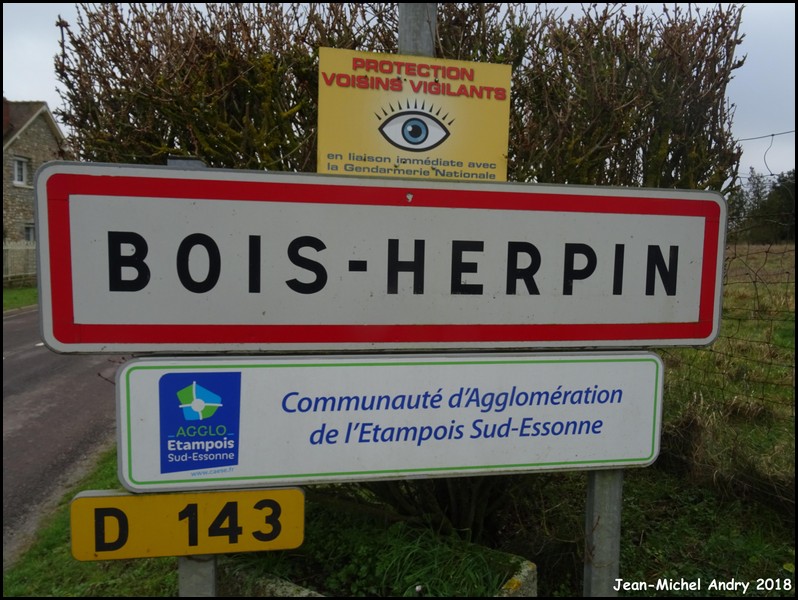 PROTECTION
VOISINS VIGILANTS
en liaison immédiate avec
la Gendarmerie Nationale
BOIS-HERPIN
AGGLO
Etampois
Sud-Essonne
www.caese.fr
Communauté d'Agglomération
de l'Etampois Sud-Essonne
D 143
Jean-Michel Andry 2018